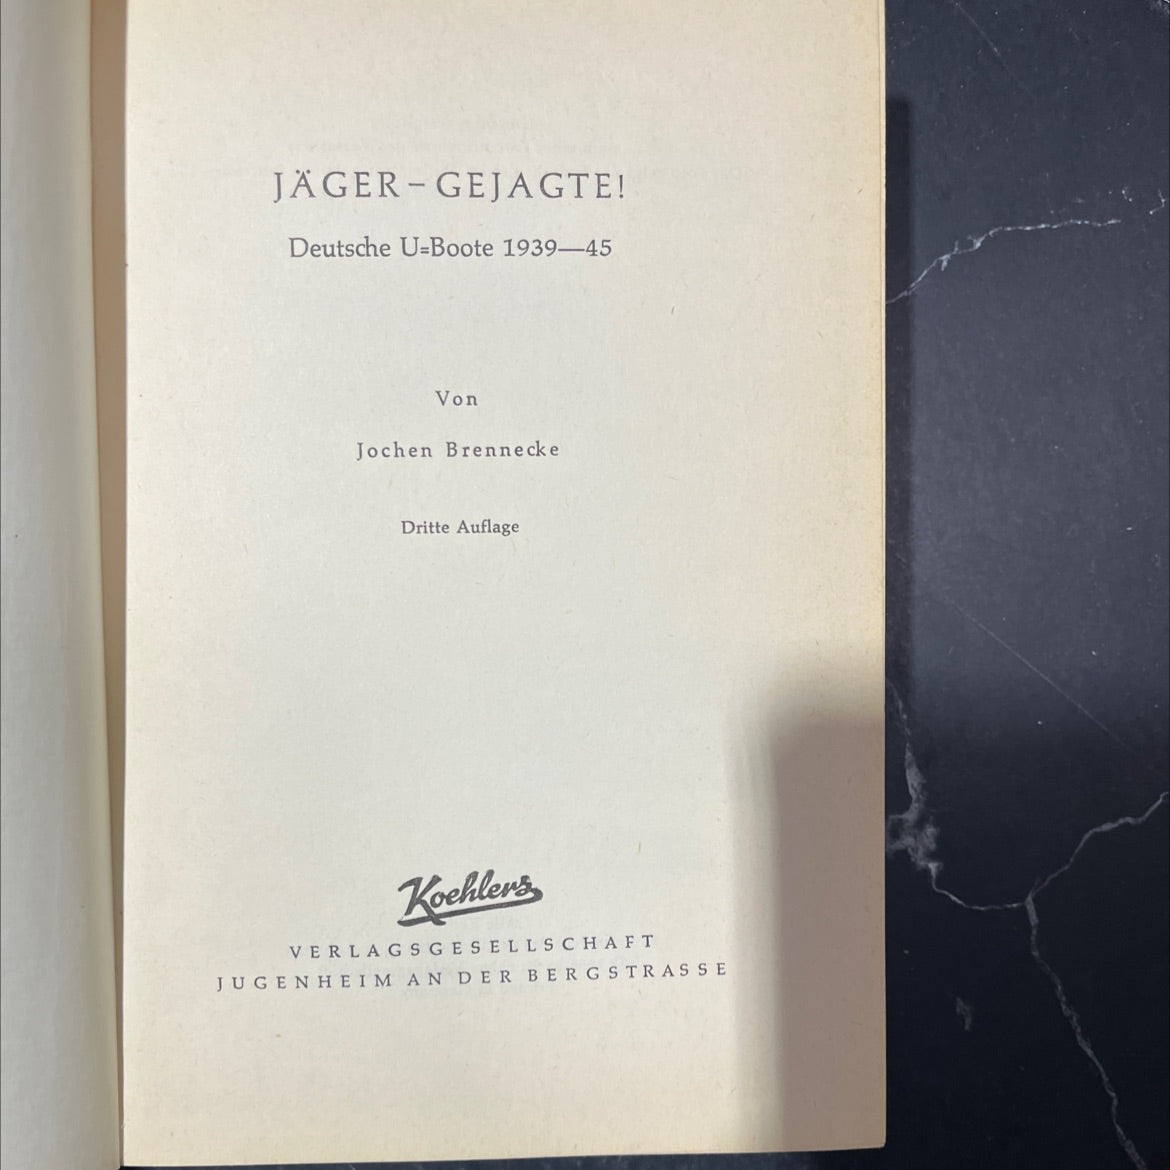 JÄGER – GEJAGTE!
Deutsche U=Boote 1939—45
Von
Jochen Brennecke
Dritte Auflage
Koehlers
VERLAGSGESELLSCHAFT
JUGENHEIM AN DER BERGSTRASSE